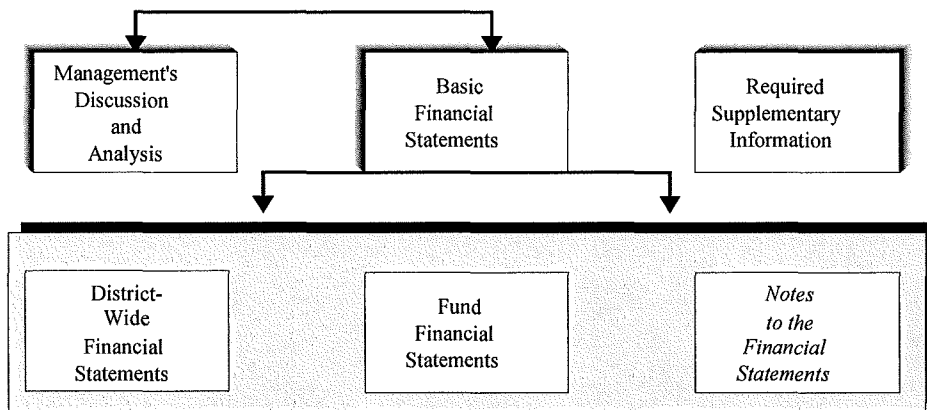 Management's
Discussion
and
Analysis
Basic
Financial
Statements
Required
Supplementary
Information
District-
Wide
Financial
Statements
Fund
Financial
Statements
Notes
to the
Financial
Statements